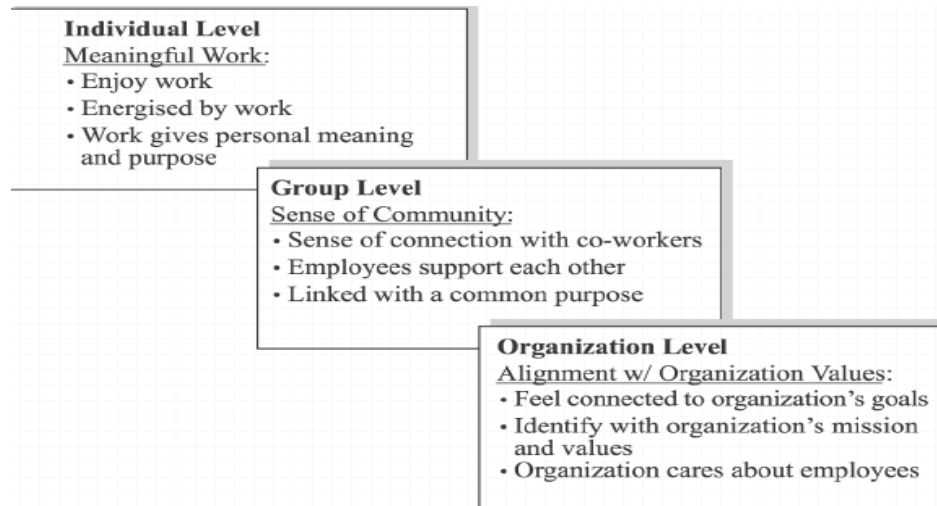 Individual Level
Meaningful Work:
• Enjoy work
• Energised by work
• Work gives personal meaning
and purpose
Group Level
Sense of Community:
• Sense of connection with co-workers
• Employees support each other
• Linked with a common purpose
Organization Level
Alignment w/ Organization Values:
• Feel connected to organization's goals
• Identify with organization's mission
and values
• Organization cares about employees